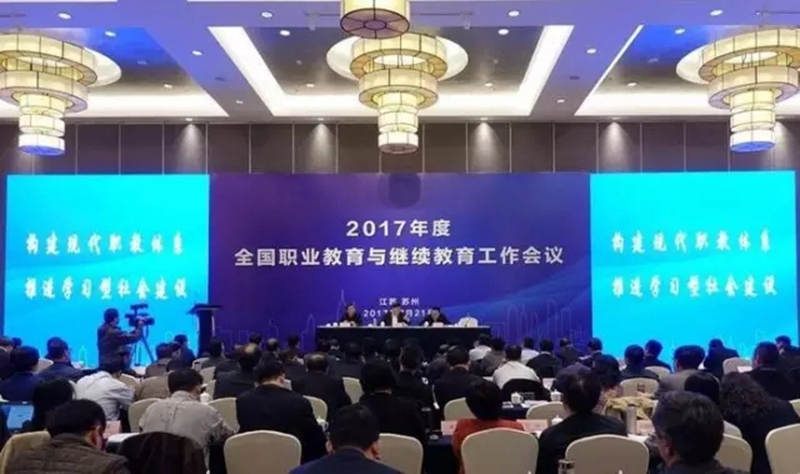 2017年度
全国职业教育与继续教育工作会议
江苏 苏州
构建现代职教体系
推进学习型社会建设
构建现代职教体系
推进学习型社会建设